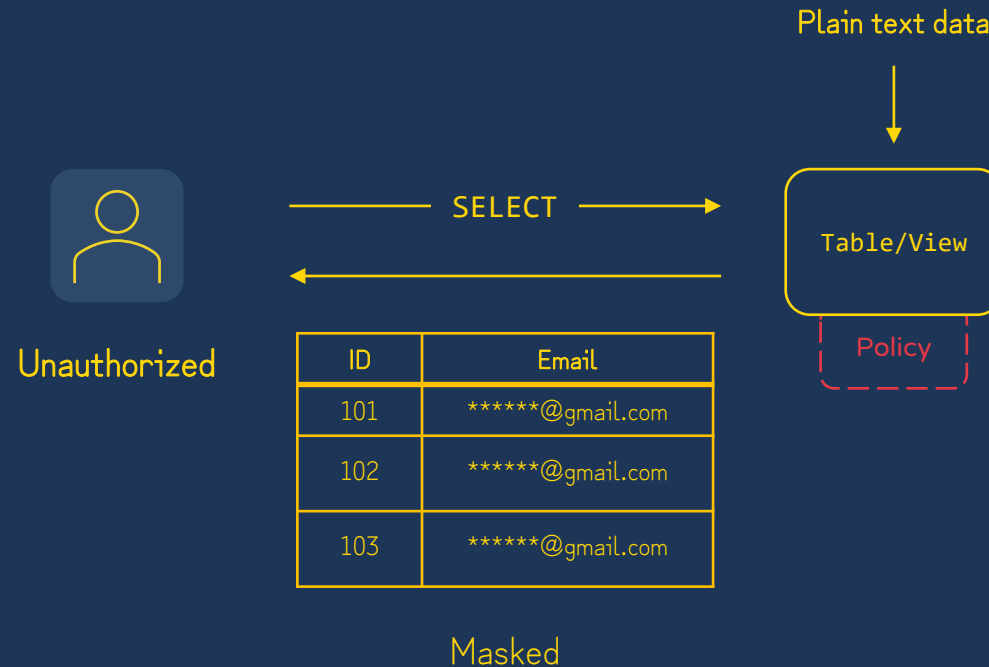 Plain text data
SELECT
Table/View
Policy
Unauthorized
ID Email
101 ******@gmail.com
102 ******@gmail.com
103 ******@gmail.com
Masked